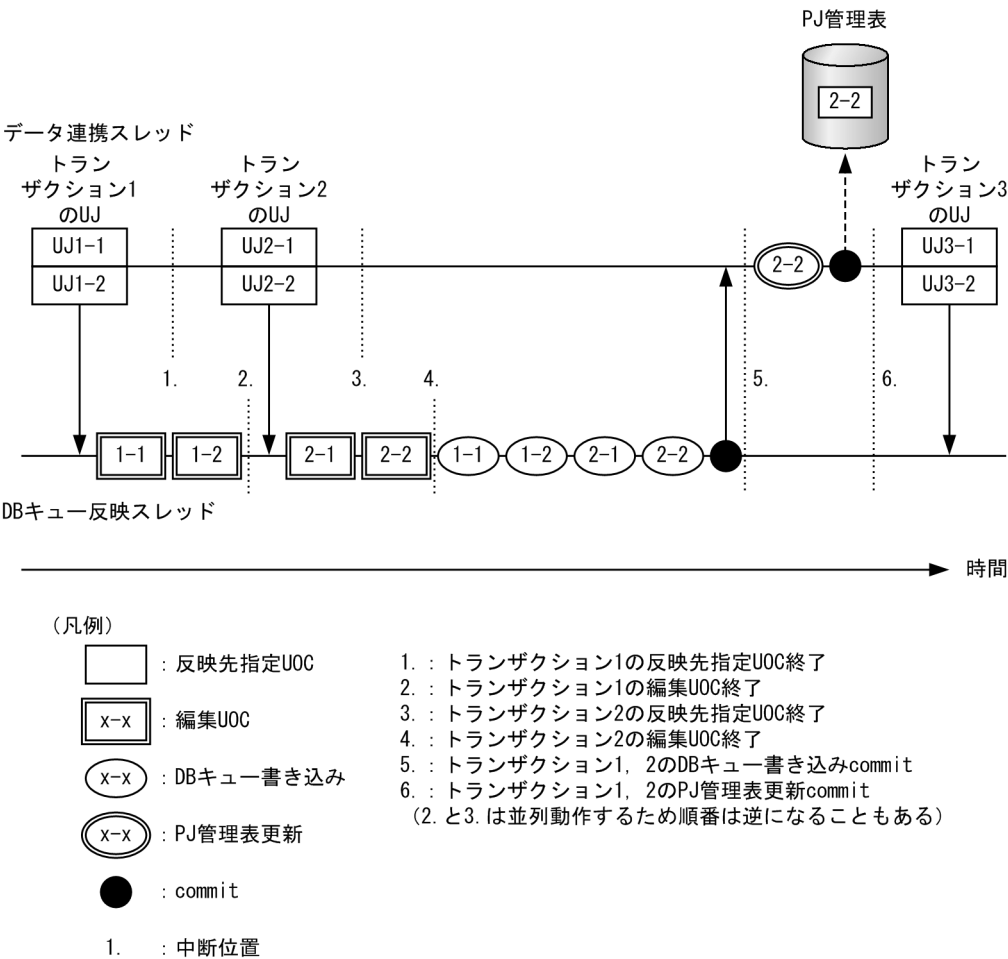 PJ管理表
2-2
データ連携スレッド
トラン
ザクション1
のUJ
トラン
ザクション2
のUJ
トラン
ザクション3
のUJ
UJ1-1
UJ1-2
UJ2-1
UJ2-2
2-2
UJ3-1
UJ3-2
1.
2.
3.
4.
5.
6.
1-1
1-2
2-1
2-2
1-1
1-2
2-1
2-2
DBキュー反映スレッド
時間
（凡例）
：反映先指定UOC
x-x ：編集UOC
x-x ：DBキュー書き込み
x-x ：PJ管理表更新
：commit
1. ：中断位置
1.：トランザクション1の反映先指定UOC終了
2.：トランザクション1の編集UOC終了
3.：トランザクション2の反映先指定UOC終了
4.：トランザクション2の編集UOC終了
5.：トランザクション1，2のDBキュー書き込みcommit
6.：トランザクション1，2のPJ管理表更新commit
（2.と3.は並列動作するため順番は逆になることもある）